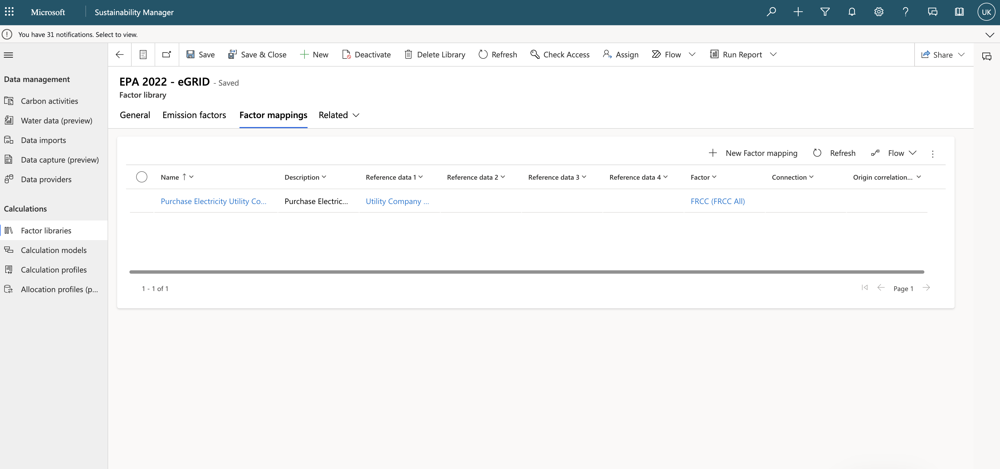 Microsoft Sustainability Manager UK
You have 31 notifications. Select to view.
Save Save & Close New Deactivate Delete Library Refresh Check Access Assign Flow Run Report Share
EPA 2022 - eGRID - Saved
Factor library
General Emission factors Factor mappings Related
Data management
Carbon activities
Water data (preview)
Data imports
Data capture (preview)
Data providers
Calculations
Factor libraries
Calculation models
Calculation profiles
Allocation profiles (p...
New Factor mapping Refresh Flow
Name Description Reference data 1 Reference data 2 Reference data 3 Reference data 4 Factor Connection Origin correlation...
Purchase Electricity Utility Co... Purchase Electric... Utility Company ... FRCC (FRCC All)
1 - 1 of 1 Page 1